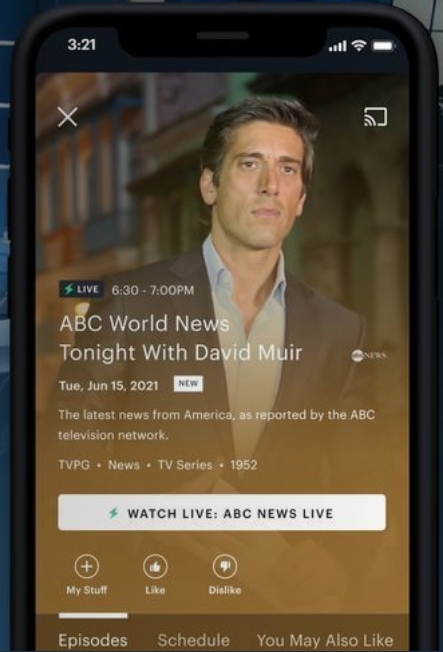 3:21
LIVE 6:30 - 7:00PM
ABC World News
Tonight With David Muir
abc NEWS
Tue, Jun 15, 2021 NEW
The latest news from America, as reported by the ABC
television network.
TVPG • News • TV Series • 1952
WATCH LIVE: ABC NEWS LIVE
My Stuff Like Dislike
Episodes Schedule You May Also Like